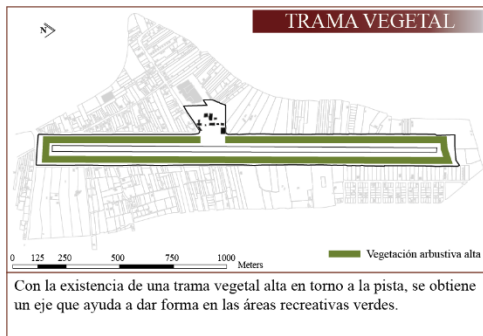 TRAMA VEGETAL
N
0 125 250 500 750 1000
Meters
Vegetación arbustiva alta
Con la existencia de una trama vegetal alta en torno a la pista, se obtiene
un eje que ayuda a dar forma en las áreas recreativas verdes.